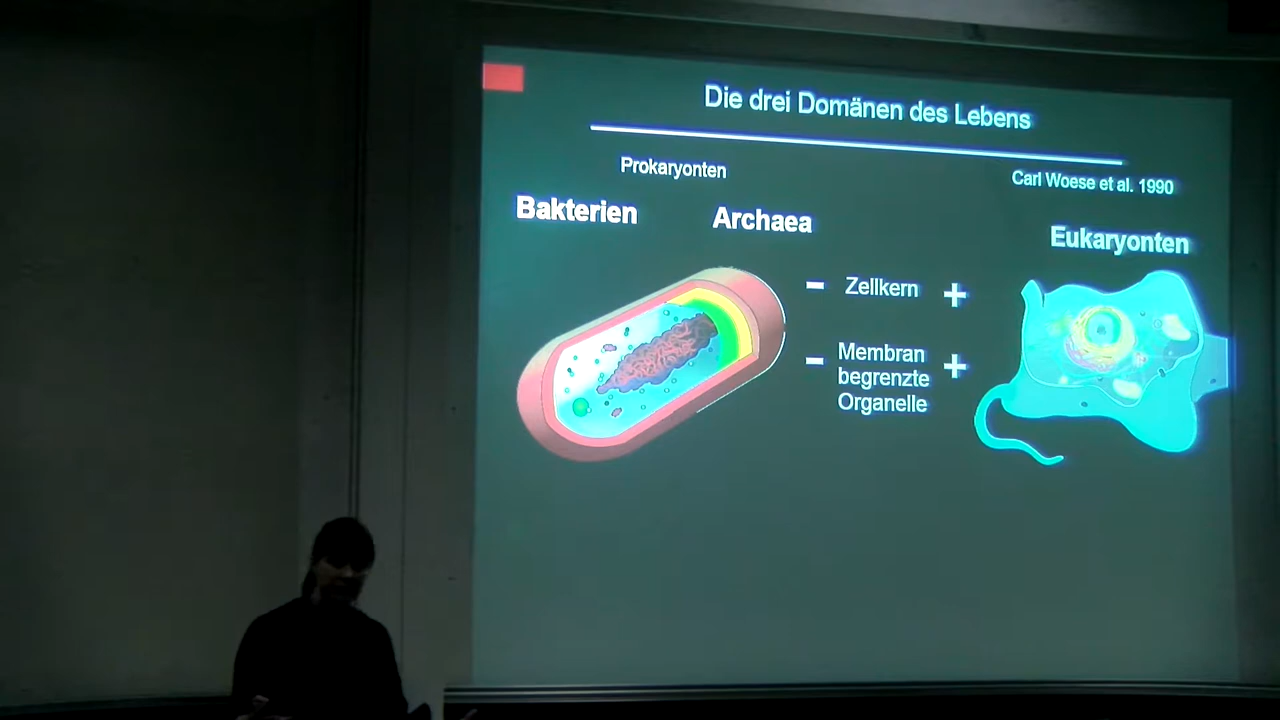 Die drei Domänen des Lebens
Prokaryonten
Carl Woese et al. 1990
Bakterien
Archaea
Eukaryonten
- Zellkern +
- Membran +
begrenzte
Organelle